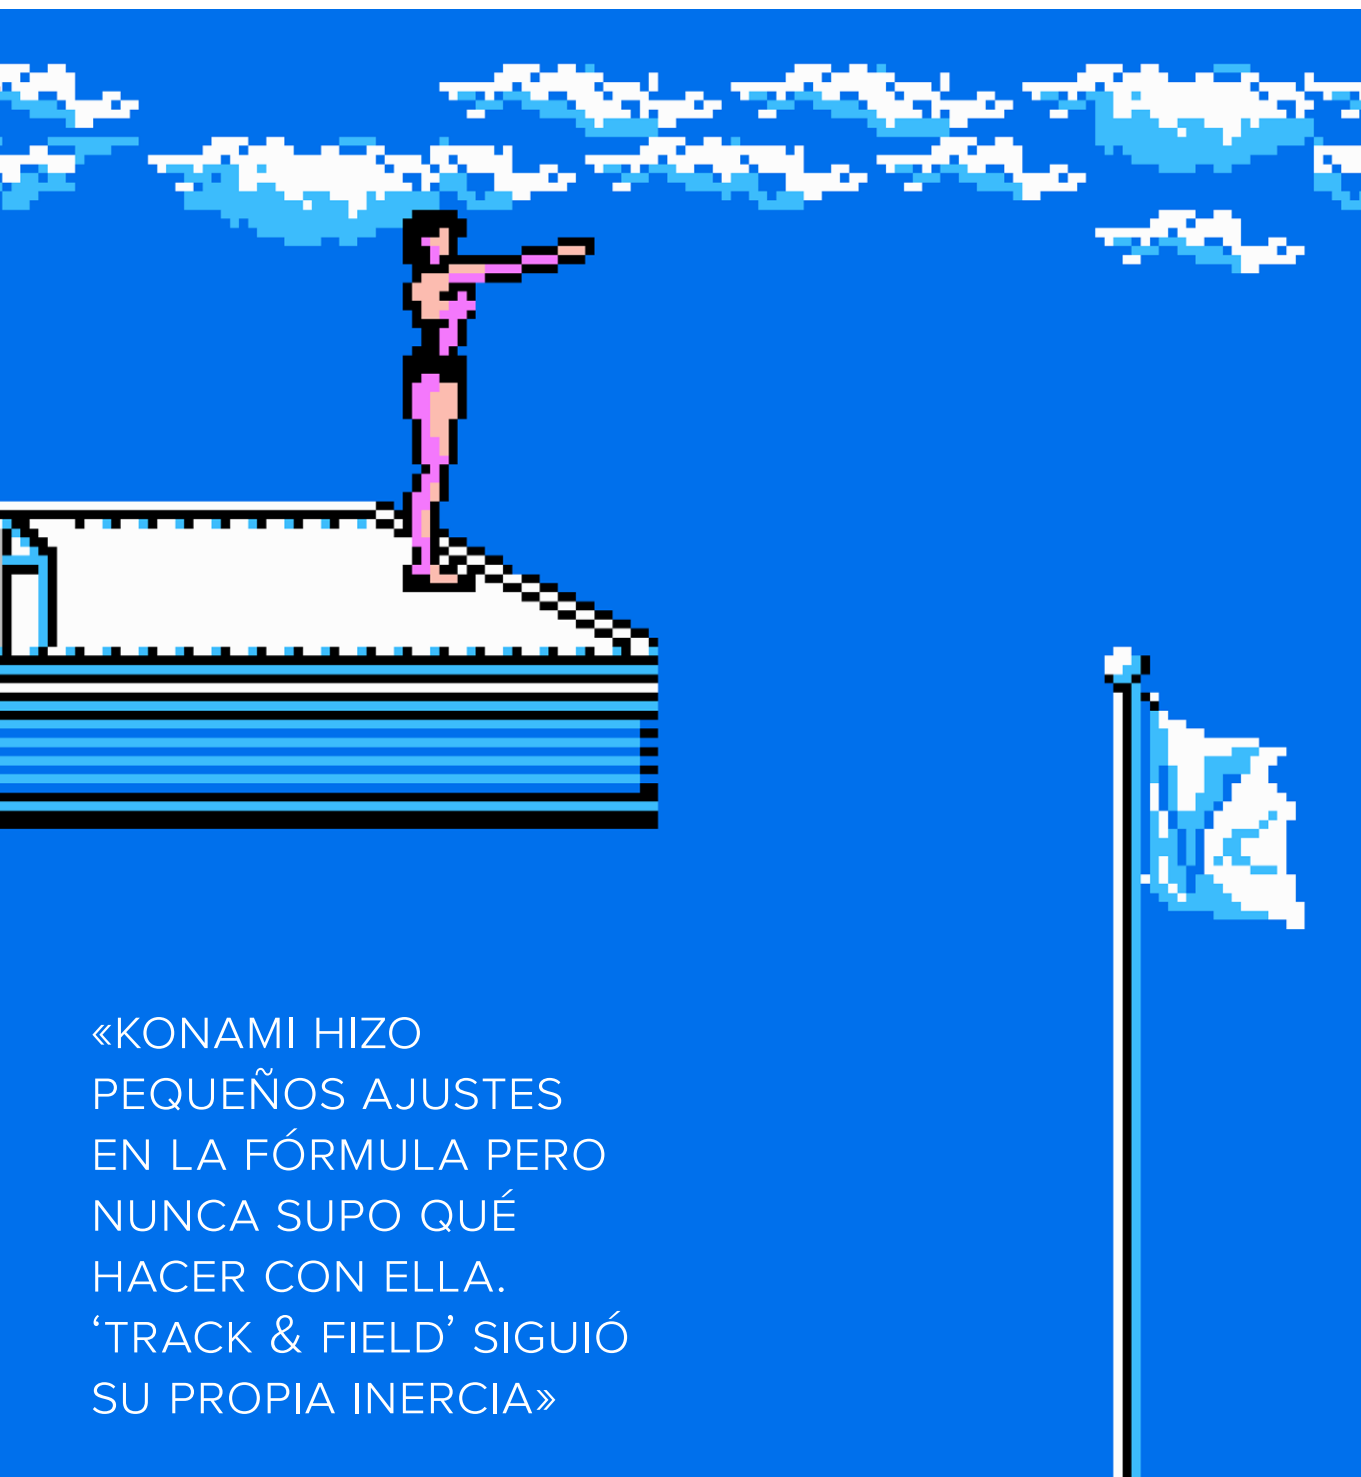 «KONAMI HIZO
PEQUEÑOS AJUSTES
EN LA FÓRMULA PERO
NUNCA SUPO QUÉ
HACER CON ELLA.
‘TRACK & FIELD’ SIGUIÓ
SU PROPIA INERCIA»